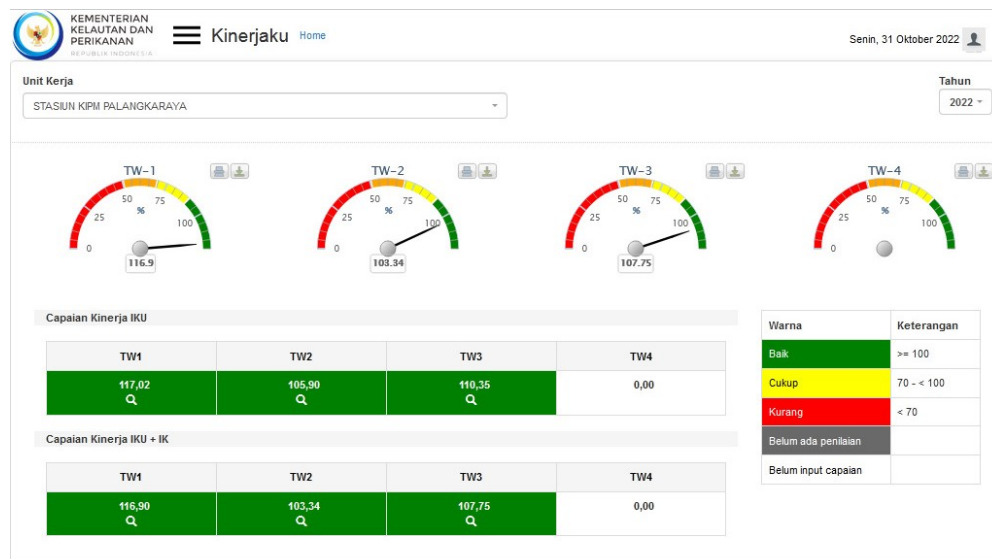 KEMENTERIAN
KELAUTAN DAN
PERIKANAN
REPUBLIK INDONESIA
Kinerjaku Home
Senin, 31 Oktober 2022
Unit Kerja
Tahun
STASIUN KIPM PALANGKARAYA
2022
TW-1
0 25 50 75 100
%
116.9
TW-2
0 25 50 75 100
%
103.34
TW-3
0 25 50 75 100
%
107.75
TW-4
0 25 50 75 100
%
Capaian Kinerja IKU
TW1 TW2 TW3 TW4
117,02 105,90 110,35 0,00
Capaian Kinerja IKU + IK
TW1 TW2 TW3 TW4
116,90 103,34 107,75 0,00
Warna Keterangan
Baik >= 100
Cukup 70 - < 100
Kurang < 70
Belum ada penilaian
Belum input capaian